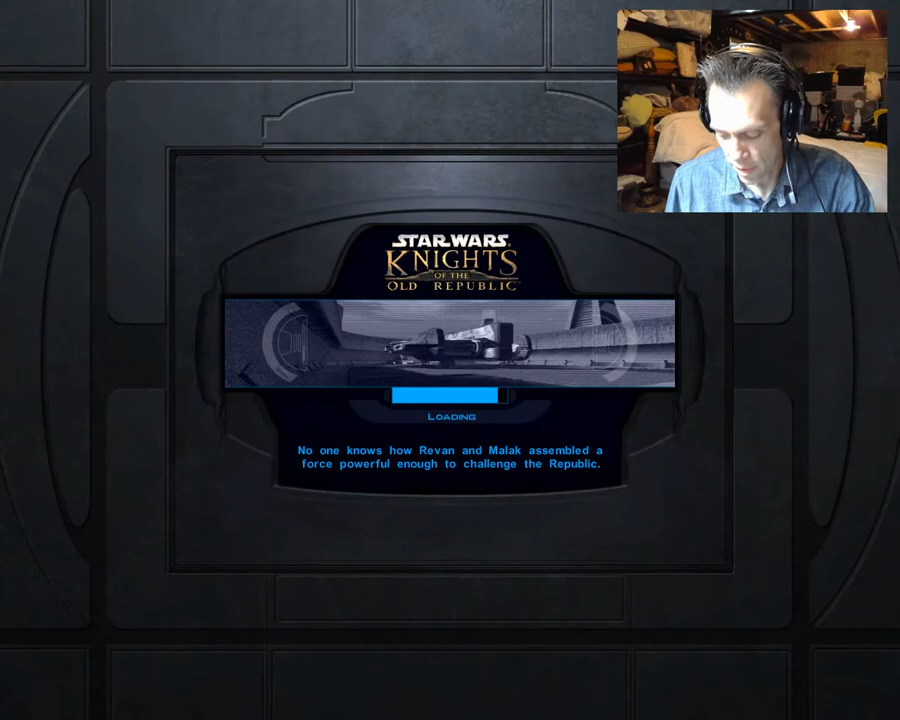 STAR WARS
KNIGHTS
OF THE
OLD REPUBLIC
LOADING
No one knows how Revan and Malak assembled a
force powerful enough to challenge the Republic.